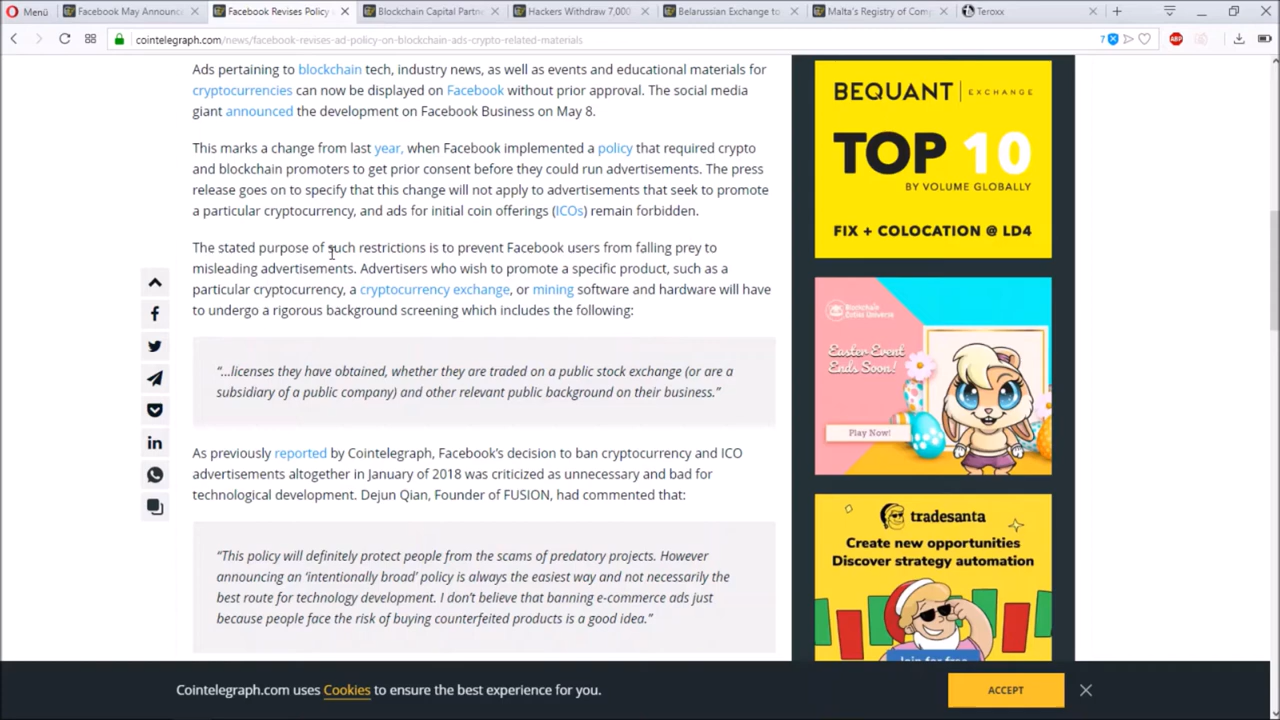 Menü
Facebook May Announc
Facebook Revises Policy
Blockchain Capital Partn
Hackers Withdraw 7,000
Belarussian Exchange to
Malta's Registry of Comp
Teroxx
cointelegraph.com/news/facebook-revises-ad-policy-on-blockchain-ads-crypto-related-materials
7
ABP
Ads pertaining to blockchain tech, industry news, as well as events and educational materials for
cryptocurrencies can now be displayed on Facebook without prior approval. The social media
giant announced the development on Facebook Business on May 8.
This marks a change from last year, when Facebook implemented a policy that required crypto
and blockchain promoters to get prior consent before they could run advertisements. The press
release goes on to specify that this change will not apply to advertisements that seek to promote
a particular cryptocurrency, and ads for initial coin offerings (ICOs) remain forbidden.
The stated purpose of such restrictions is to prevent Facebook users from falling prey to
misleading advertisements. Advertisers who wish to promote a specific product, such as a
particular cryptocurrency, a cryptocurrency exchange, or mining software and hardware will have
to undergo a rigorous background screening which includes the following:
“...licenses they have obtained, whether they are traded on a public stock exchange (or are a
subsidiary of a public company) and other relevant public background on their business.”
As previously reported by Cointelegraph, Facebook’s decision to ban cryptocurrency and ICO
advertisements altogether in January of 2018 was criticized as unnecessary and bad for
technological development. Dejun Qian, Founder of FUSION, had commented that:
“This policy will definitely protect people from the scams of predatory projects. However
announcing an ‘intentionally broad’ policy is always the easiest way and not necessarily the
best route for technology development. I don’t believe that banning e-commerce ads just
because people face the risk of buying counterfeited products is a good idea.”
BEQUANT | EXCHANGE
TOP 10
BY VOLUME GLOBALLY
FIX + COLOCATION @ LD4
Blockchain
Cuties Universe
Easter Event
Ends Soon!
Play Now!
tradesanta
Create new opportunities
Discover strategy automation
Join for free
Cointelegraph.com uses Cookies to ensure the best experience for you.
ACCEPT